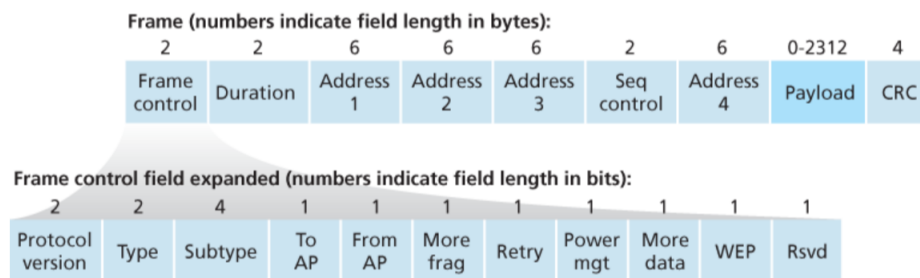 Frame (numbers indicate field length in bytes):
2 2 6 6 6 2 6 0-2312 4
Frame control Duration Address 1 Address 2 Address 3 Seq control Address 4 Payload CRC
Frame control field expanded (numbers indicate field length in bits):
2 2 4 1 1 1 1 1 1 1 1
Protocol version Type Subtype To AP From AP More frag Retry Power mgt More data WEP Rsvd